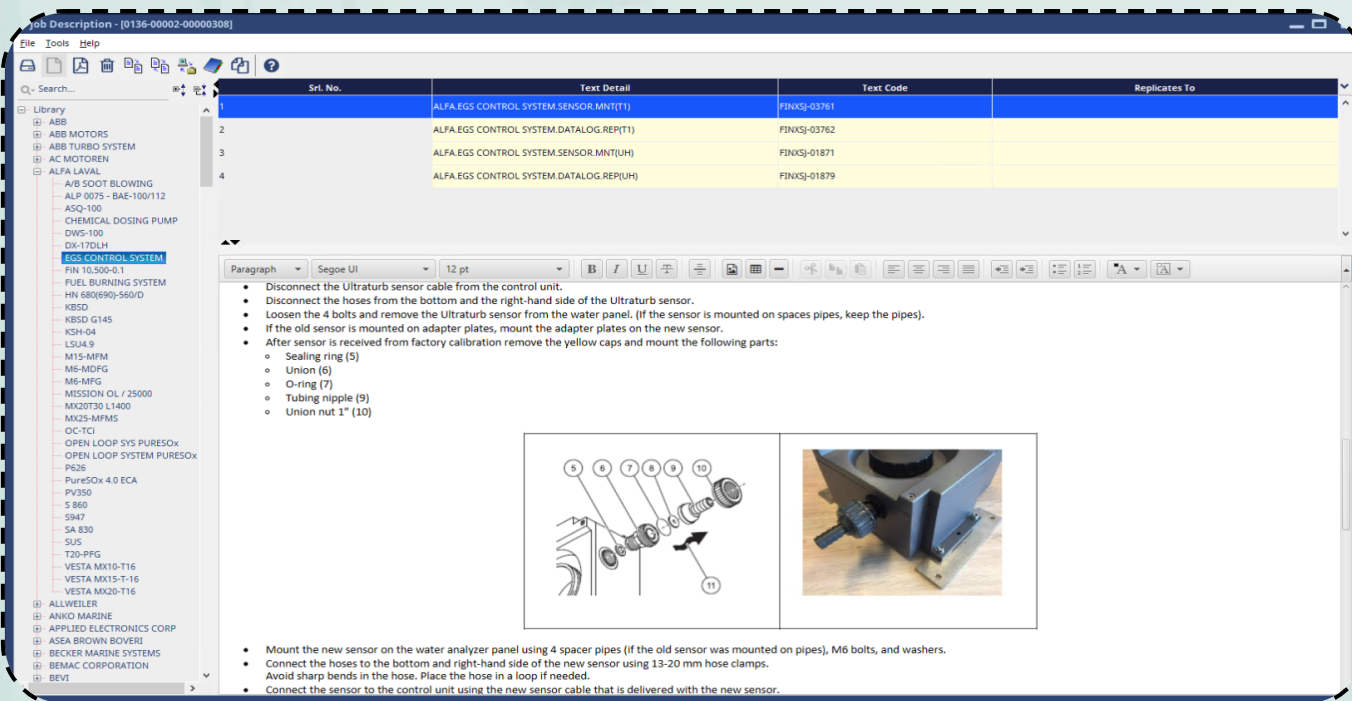 Job Description - [0136-00002-00000308]
File Tools Help
Search...
Library
ABB
ABB MOTORS
ABB TURBO SYSTEM
AC MOTOREN
ALFA LAVAL
A/B SOOT BLOWING
ALP 0075 - BAE-100/112
ASQ-100
CHEMICAL DOSING PUMP
DWS-100
DX-17DLH
EGS CONTROL SYSTEM
FIN 10,500-0.1
FUEL BURNING SYSTEM
HN 680(690)-560/D
KBSD
KBSD G145
KSH-04
LSU4.9
M15-MFM
M6-MDFG
M6-MFG
MISSION OL / 25000
MX20T30 L1400
MX25-MFMS
OC-TCi
OPEN LOOP SYS PURESOx
OPEN LOOP SYSTEM PURESOx
P626
PureSOx 4.0 ECA
PV350
S 860
S947
SA 830
SUS
T20-PFG
VESTA MX10-T16
VESTA MX15-T-16
VESTA MX20-T16
ALLWEILER
ANKO MARINE
APPLIED ELECTRONICS CORP
ASEA BROWN BOVERI
BECKER MARINE SYSTEMS
BEMAC CORPORATION
BEVI
Srl. No. Text Detail Text Code Replicates To
1 ALFA.EGS CONTROL SYSTEM.SENSOR.MNT(T1) FINXSJ-03761
2 ALFA.EGS CONTROL SYSTEM.DATALOG.REP(T1) FINXSJ-03762
3 ALFA.EGS CONTROL SYSTEM.SENSOR.MNT(UH) FINXSJ-01871
4 ALFA.EGS CONTROL SYSTEM.DATALOG.REP(UH) FINXSJ-01879
Paragraph Segoe UI 12 pt B I U T A A
• Disconnect the Ultraturb sensor cable from the control unit.
• Disconnect the hoses from the bottom and the right-hand side of the Ultraturb sensor.
• Loosen the 4 bolts and remove the Ultraturb sensor from the water panel. (If the sensor is mounted on spaces pipes, keep the pipes).
• If the old sensor is mounted on adapter plates, mount the adapter plates on the new sensor.
• After sensor is received from factory calibration remove the yellow caps and mount the following parts:
◦ Sealing ring (5)
◦ Union (6)
◦ O-ring (7)
◦ Tubing nipple (9)
◦ Union nut 1” (10)
5 6 7 8 9 10
11
• Mount the new sensor on the water analyzer panel using 4 spacer pipes (if the old sensor was mounted on pipes), M6 bolts, and washers.
• Connect the hoses to the bottom and right-hand side of the new sensor using 13-20 mm hose clamps.
Avoid sharp bends in the hose. Place the hose in a loop if needed.
• Connect the sensor to the control unit using the new sensor cable that is delivered with the new sensor.